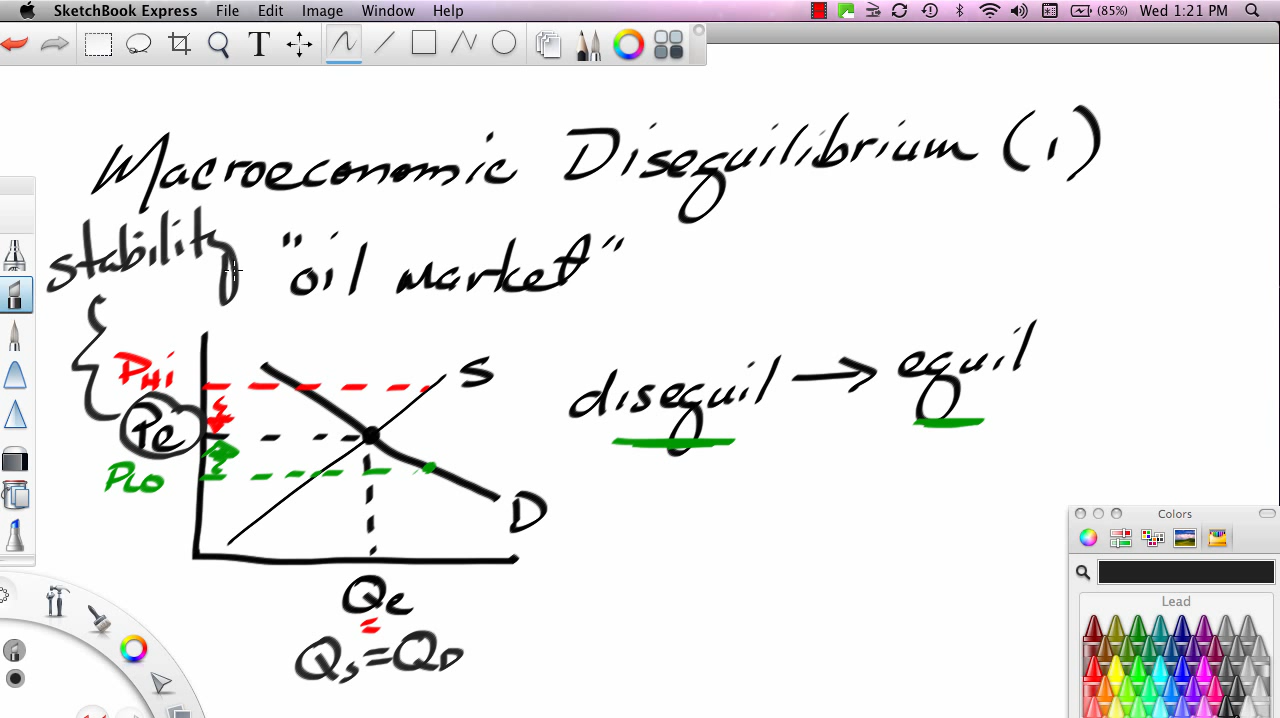 SketchBook Express File Edit Image Window Help (85%) Wed 1:21 PM
T
Macroeconomic Disequilibrium (1)
stability "oil market"
PHi
S
disequil → equil
Pe
PLO
D
Colors
Lead
Qe
=
Qs=QD